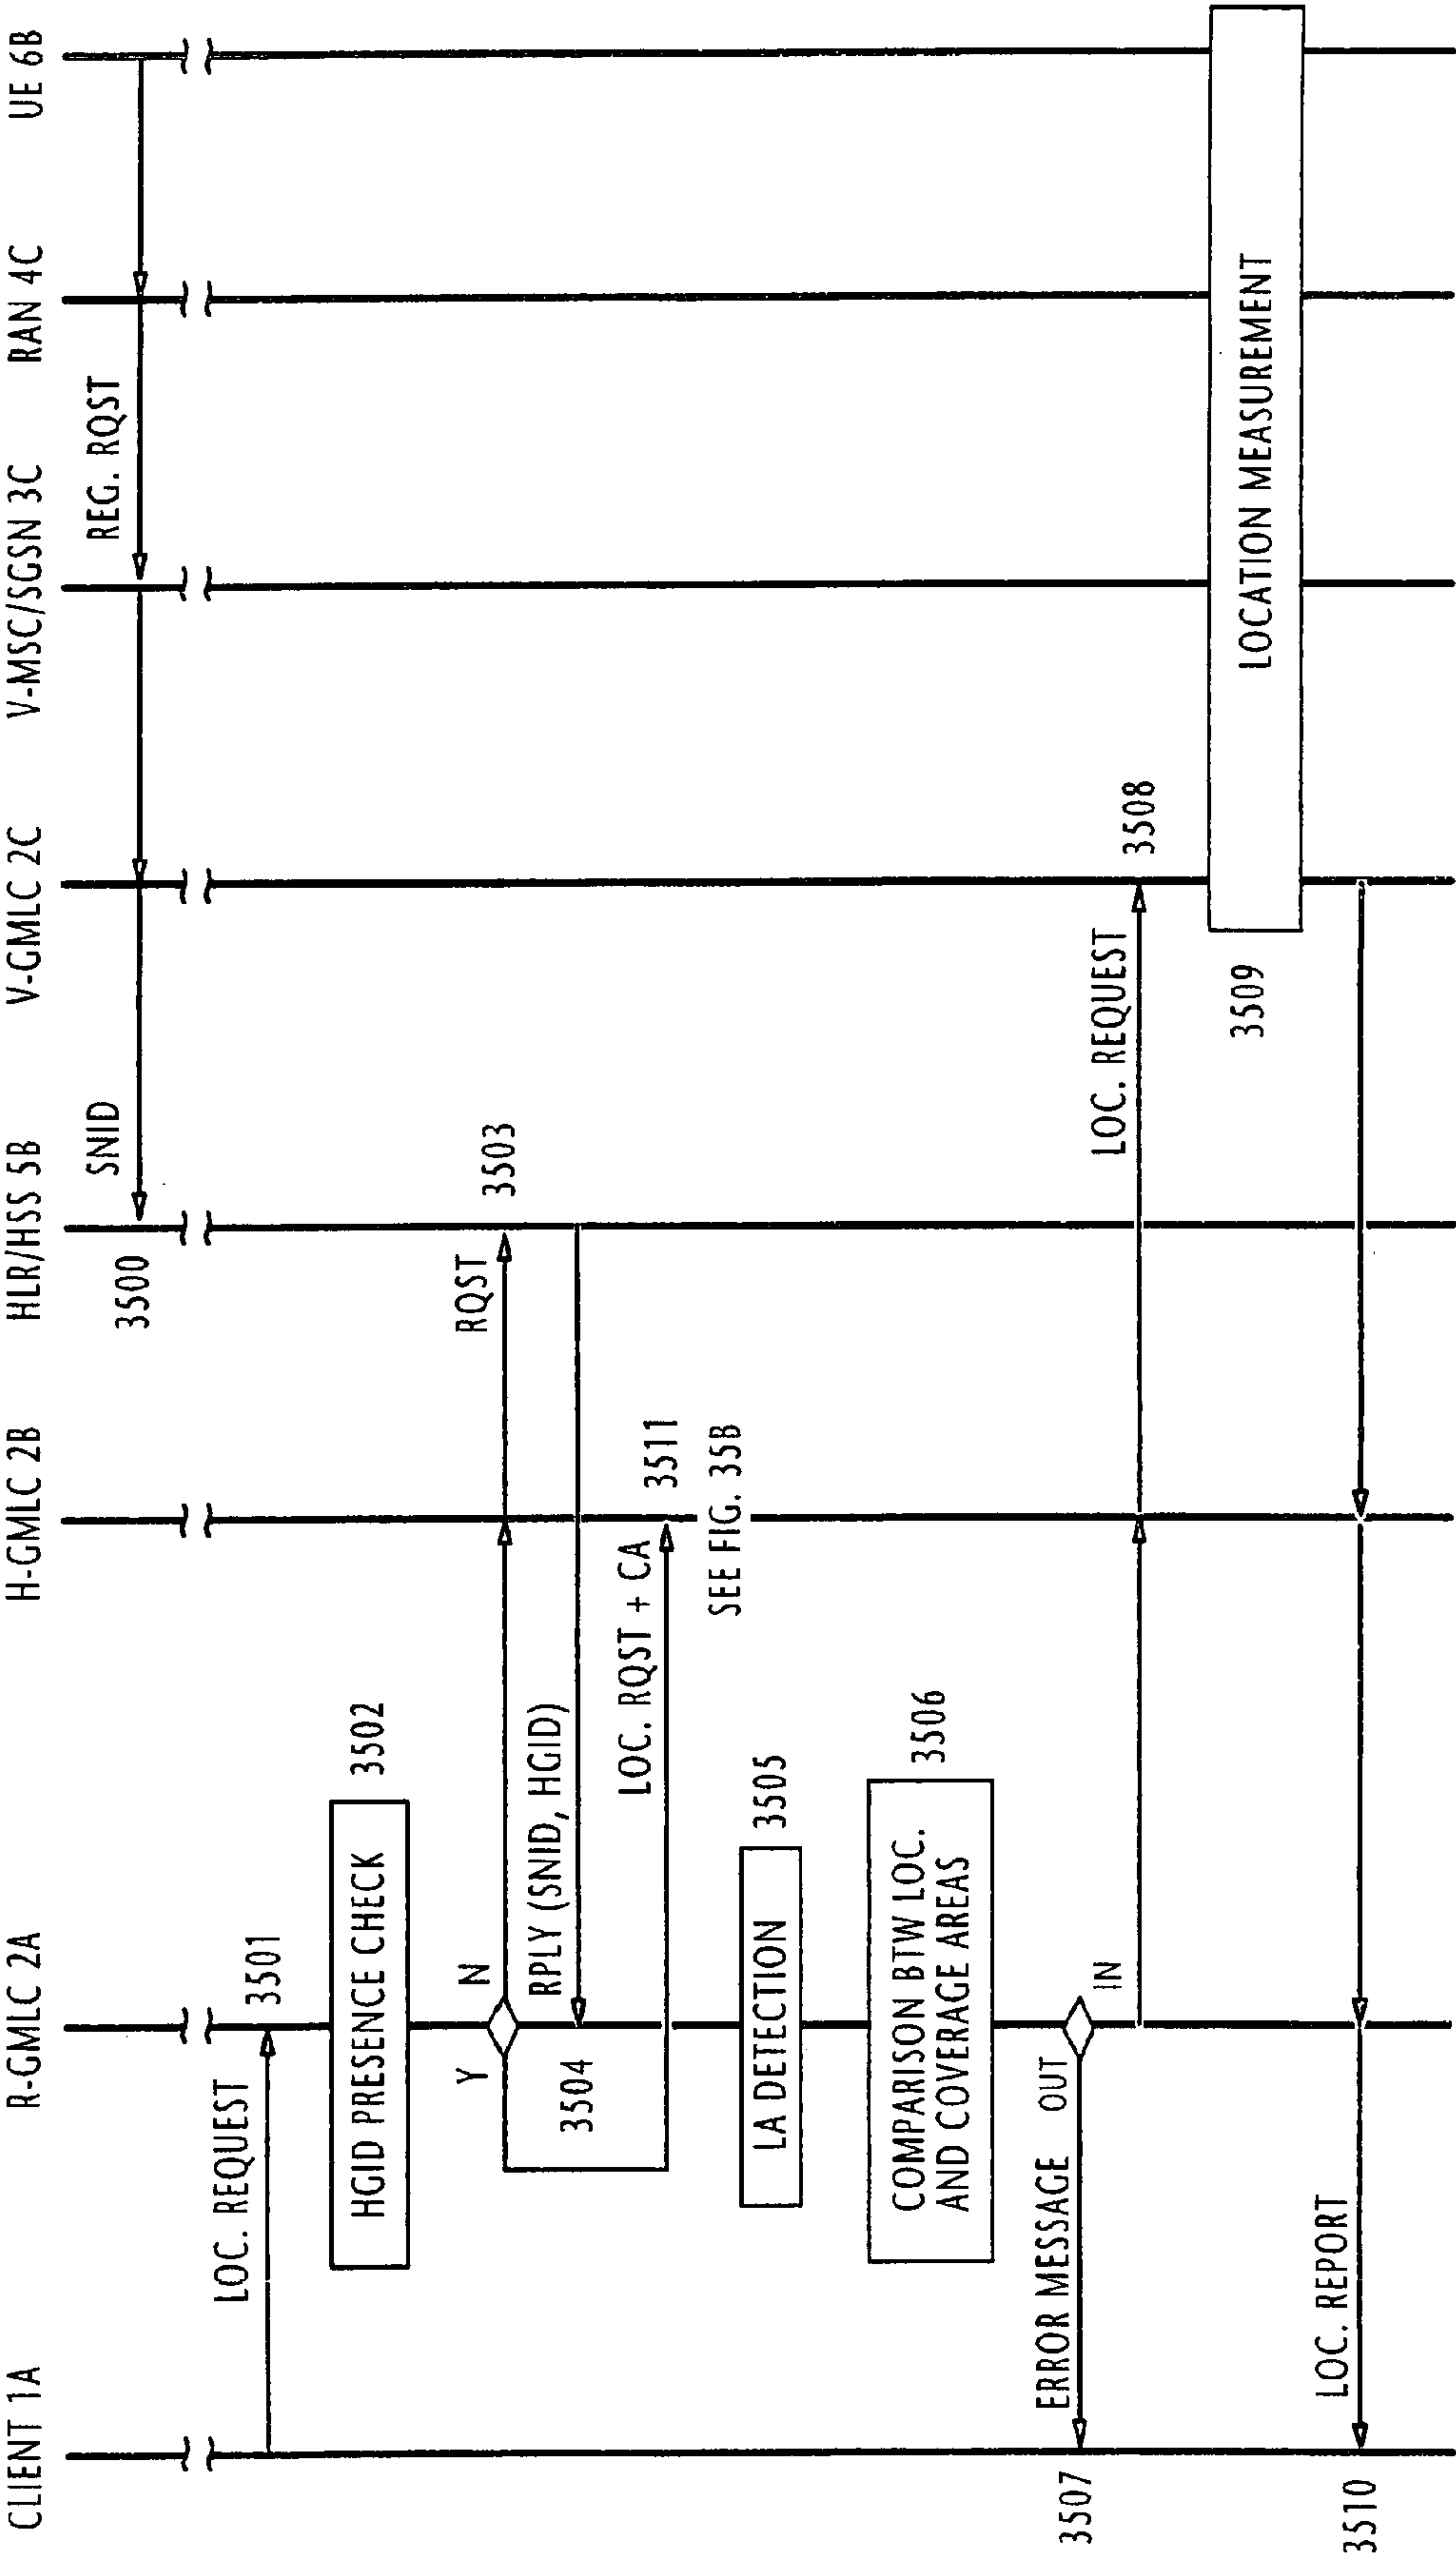 CLIENT 1A
R-GMLC 2A
H-GMLC 2B
HLR/HSS 5B
V-GMLC 2C
V-MSC/SGSN 3C
RAN 4C
UE 6B
3500
SNID
REG. RQST
LOC. REQUEST
3501
HGID PRESENCE CHECK
3502
Y
N
RQST
3503
RPLY (SNID, HGID)
3504
LOC. RQST + CA
3511
SEE FIG. 35B
LA DETECTION
3505
COMPARISON BTW LOC.
AND COVERAGE AREAS
3506
3507
ERROR MESSAGE
OUT
IN
LOC. REQUEST
3508
3509
LOCATION MEASUREMENT
3510
LOC. REPORT